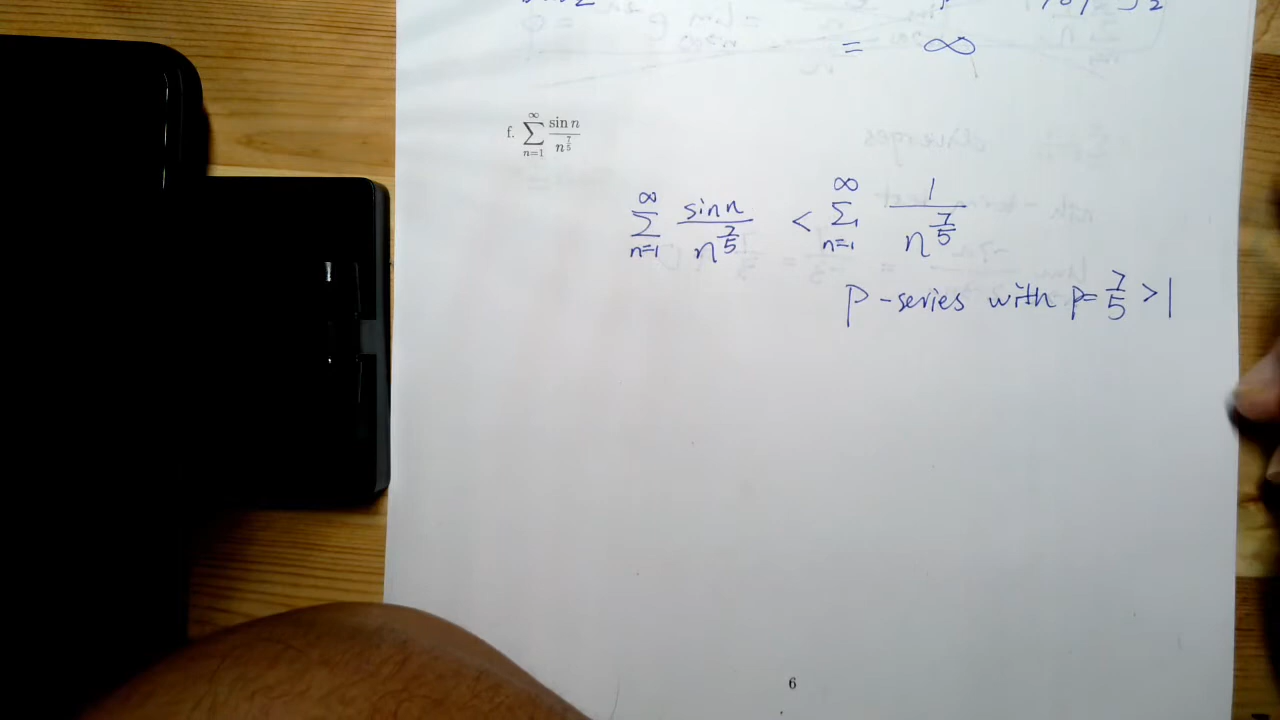 = ∞
f. ∑_{n=1}^{∞} sin n / n^{7/5}
∑_{n=1}^{∞} sin n / n^{7/5} < ∑_{n=1}^{∞} 1 / n^{7/5}
P-series with p = 7/5 > 1
6